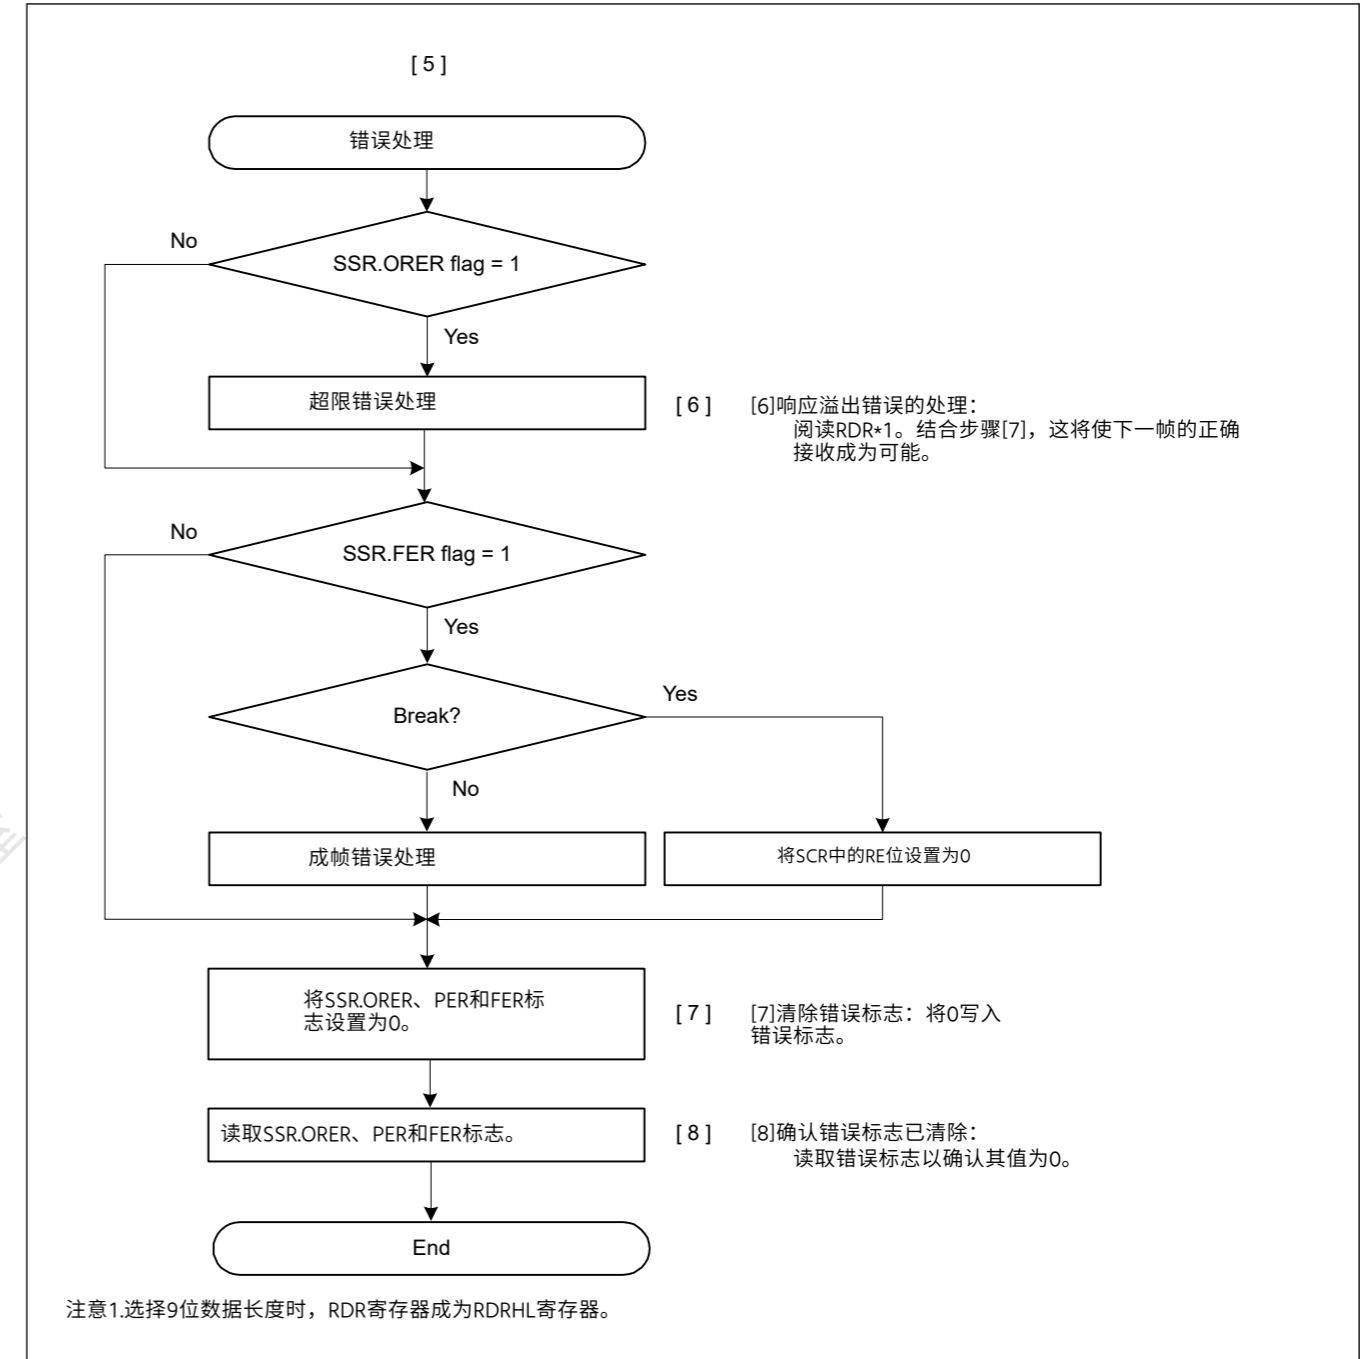 [ 5 ]
错误处理
No
SSR.ORER flag = 1
Yes
超限错误处理
[ 6 ]
[6]响应溢出错误的处理：
阅读RDR*1。结合步骤[7]，这将使下一帧的正确
接收成为可能。
No
SSR.FER flag = 1
Yes
Break?
Yes
No
成帧错误处理
将SCR中的RE位设置为0
将SSR.ORER、PER和FER标
志设置为0。
[ 7 ]
[7]清除错误标志：将0写入
错误标志。
读取SSR.ORER、PER和FER标志。
[ 8 ]
[8]确认错误标志已清除：
读取错误标志以确认其值为0。
End
注意1.选择9位数据长度时，RDR寄存器成为RDRHL寄存器。